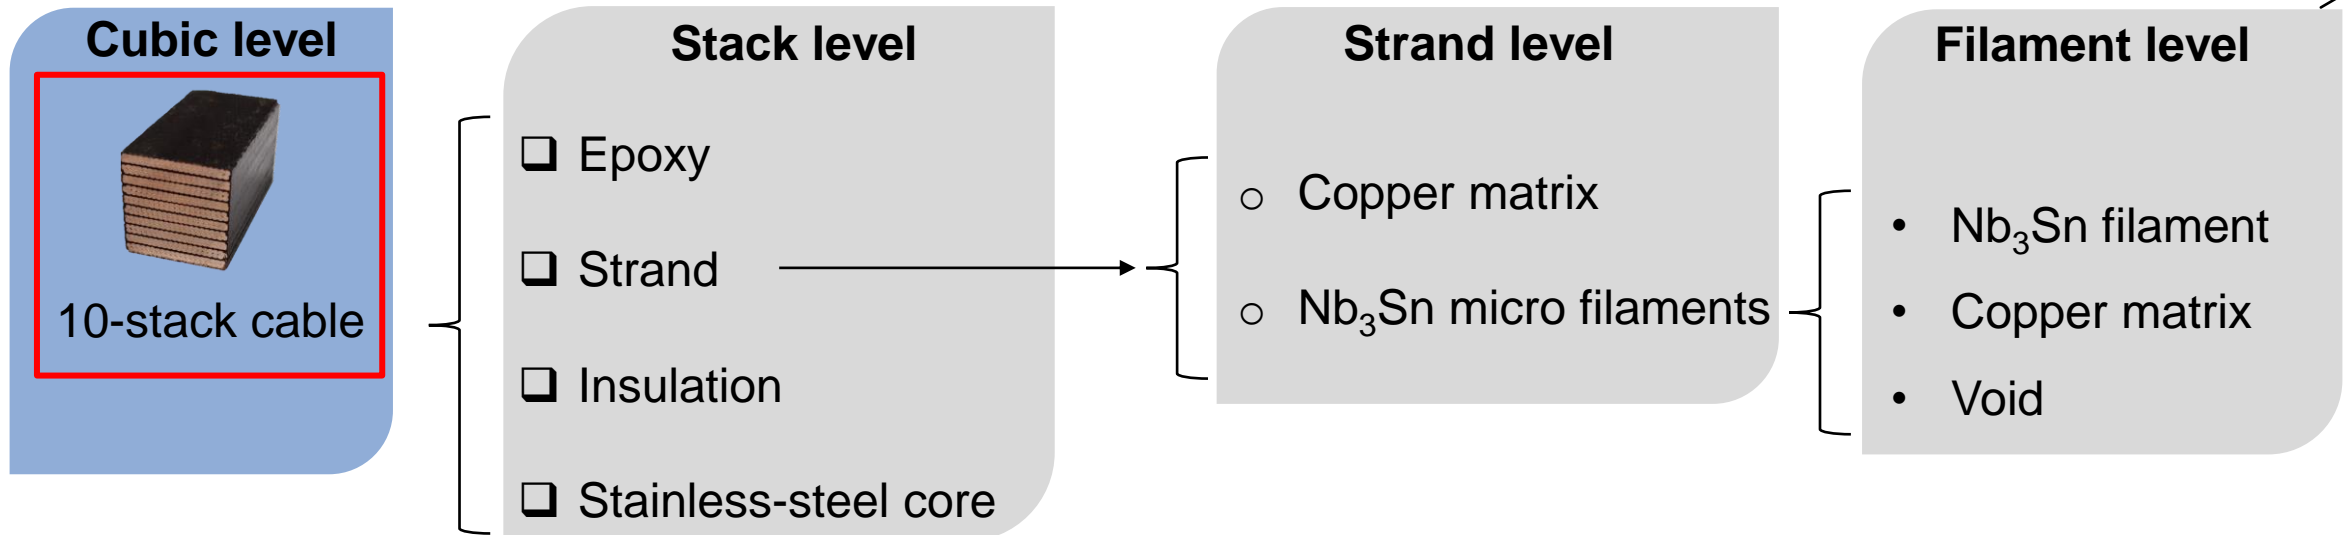 Cubic level
10-stack cable
Stack level
❑ Epoxy
❑ Strand
❑ Insulation
❑ Stainless-steel core
Strand level
○ Copper matrix
○ Nb₃Sn micro filaments
Filament level
• Nb₃Sn filament
• Copper matrix
• Void